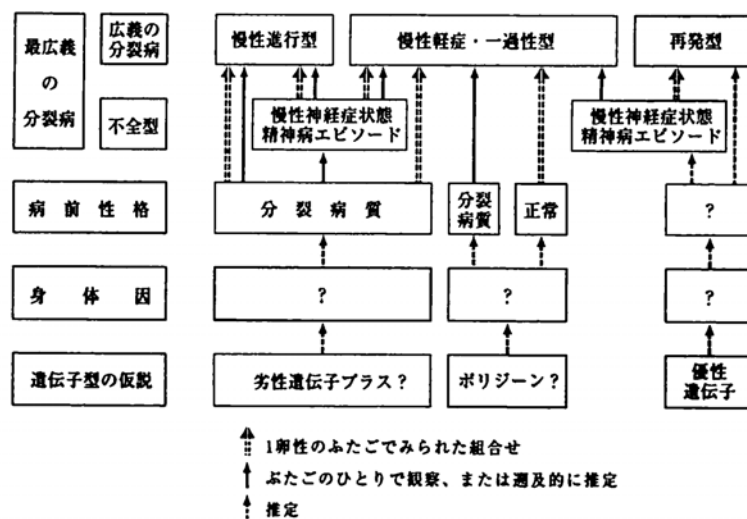 最広義
の
分裂病
広義の
分裂病
不全型
慢性進行型
慢性軽症・一過性型
再発型
慢性神経症状態
精神病エピソード
慢性神経症状態
精神病エピソード
病前性格
分裂病質
分裂
病質
正常
?
身体因
?
?
?
遺伝子型の仮説
劣性遺伝子プラス?
ポリジーン?
優性
遺伝子
1卵性のふたごでみられた組合せ
ふたごのひとりで観察、または遡及的に推定
推定